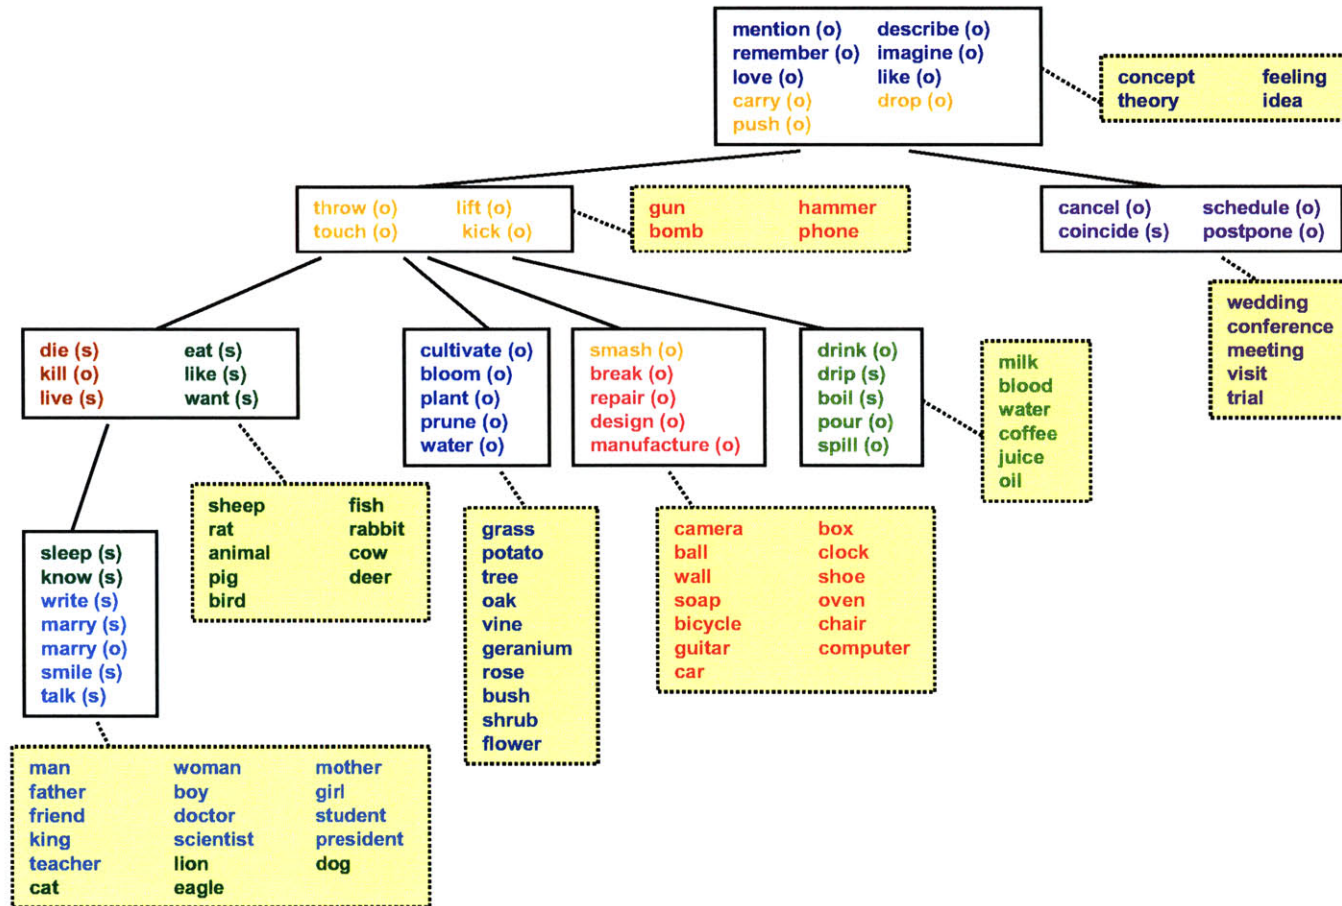 mention (o) describe (o)
remember (o) imagine (o)
love (o) like (o)
carry (o) drop (o)
push (o)
concept feeling
theory idea
throw (o) lift (o)
touch (o) kick (o)
gun hammer
bomb phone
cancel (o) schedule (o)
coincide (s) postpone (o)
wedding
conference
meeting
visit
trial
die (s) eat (s)
kill (o) like (s)
live (s) want (s)
cultivate (o)
bloom (o)
plant (o)
prune (o)
water (o)
smash (o)
break (o)
repair (o)
design (o)
manufacture (o)
drink (o)
drip (s)
boil (s)
pour (o)
spill (o)
milk
blood
water
coffee
juice
oil
sheep fish
rat rabbit
animal cow
pig deer
bird
sleep (s)
know (s)
write (s)
marry (s)
marry (o)
smile (s)
talk (s)
grass
potato
tree
oak
vine
geranium
rose
bush
shrub
flower
camera box
ball clock
wall shoe
soap oven
bicycle chair
guitar computer
car
man woman mother
father boy girl
friend doctor student
king scientist president
teacher lion dog
cat eagle